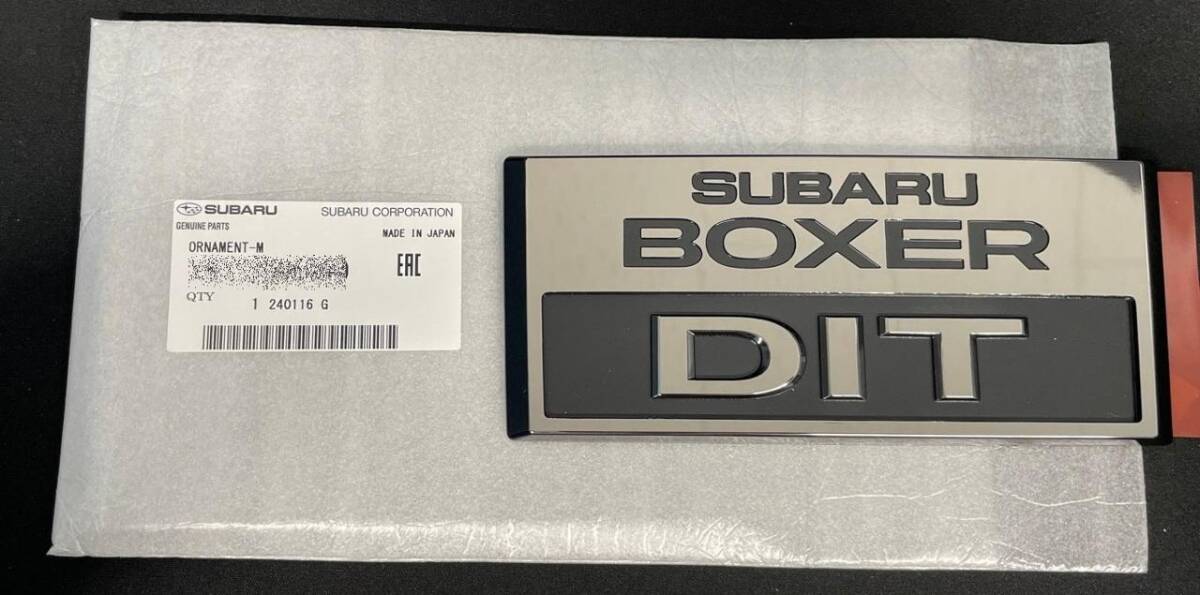 SUBARU SUBARU CORPORATION
GENUINE PARTS
MADE IN JAPAN
ORNAMENT-M
EAC
QTY 1 240116 G
SUBARU
BOXER
DIT